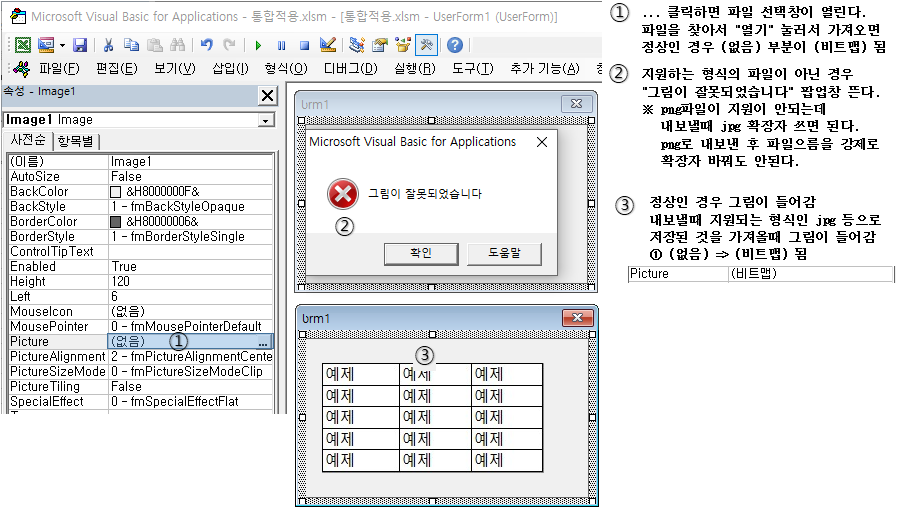 Microsoft Visual Basic for Applications - 통합적용.xlsm - [통합적용.xlsm - UserForm1 (UserForm)]
파일(F) 편집(E) 보기(V) 삽입(I) 형식(O) 디버그(D) 실행(R) 도구(T) 추가 기능(A)
속성 - Image1
Image1 Image
사전순 항목별
(이름) Image1
AutoSize False
BackColor &H8000000F&
BackStyle 1 - fmBackStyleOpaque
BorderColor &H80000006&
BorderStyle 1 - fmBorderStyleSingle
ControlTipText
Enabled True
Height 120
Left 6
MouseIcon (없음)
MousePointer 0 - fmMousePointerDefault
Picture (없음) ① ...
PictureAlignment 2 - fmPictureAlignmentCente
PictureSizeMode 0 - fmPictureSizeModeClip
PictureTiling False
SpecialEffect 0 - fmSpecialEffectFlat
brm1
Microsoft Visual Basic for Applications
그림이 잘못되었습니다
②
확인 도움말
brm1
③
예제 예제 예제
예제 예제 예제
예제 예제 예제
예제 예제 예제
예제 예제 예제
① ... 클릭하면 파일 선택창이 열린다.
파일을 찾아서 "열기" 눌러서 가져오면
정상인 경우 (없음) 부분이 (비트맵) 됨
② 지원하는 형식의 파일이 아닌 경우
"그림이 잘못되었습니다" 팝업창 뜬다.
※ png파일이 지원이 안되는데
내보낼때 jpg 확장자 쓰면 된다.
png로 내보낸 후 파일으름을 강제로
확장자 바꿔도 안된다.
③ 정상인 경우 그림이 들어감
내보낼때 지원되는 형식인 jpg 등으로
저장된 것을 가져올때 그림이 들어감
① (없음) => (비트맵) 됨
Picture (비트맵)